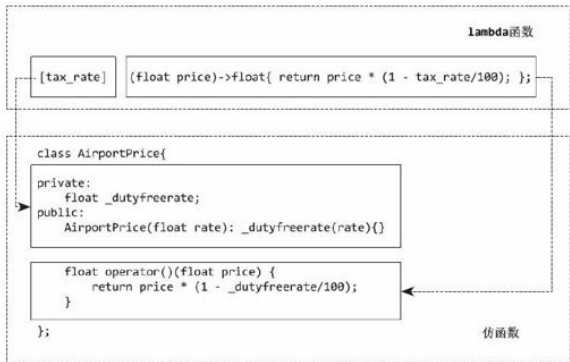 lambda函数
[tax_rate] (float price)->float{ return price * (1 - tax_rate/100); };
class AirportPrice{
private:
float _dutyfreerate;
public:
AirportPrice(float rate): _dutyfreerate(rate){}
float operator()(float price) {
return price * (1 - _dutyfreerate/100);
}
};
仿函数